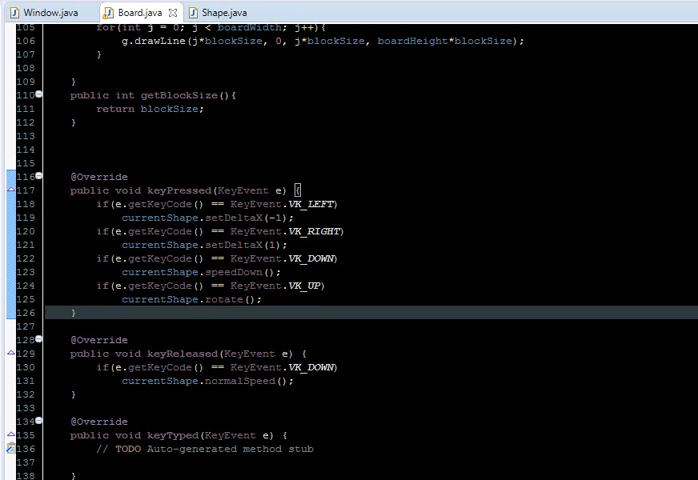 Window.java Board.java Shape.java
105 for(int j = 0; j < boardWidth; j++){
106 g.drawLine(j*blockSize, 0, j*blockSize, boardHeight*blockSize);
107 }
108
109 }
110 public int getBlockSize(){
111 return blockSize;
112 }
113
114
115
116 @Override
117 public void keyPressed(KeyEvent e) {
118 if(e.getKeyCode() == KeyEvent.VK_LEFT)
119 currentShape.setDeltaX(-1);
120 if(e.getKeyCode() == KeyEvent.VK_RIGHT)
121 currentShape.setDeltaX(1);
122 if(e.getKeyCode() == KeyEvent.VK_DOWN)
123 currentShape.speedDown();
124 if(e.getKeyCode() == KeyEvent.VK_UP)
125 currentShape.rotate();
126 }
127
128 @Override
129 public void keyReleased(KeyEvent e) {
130 if(e.getKeyCode() == KeyEvent.VK_DOWN)
131 currentShape.normalSpeed();
132 }
133
134 @Override
135 public void keyTyped(KeyEvent e) {
136 // TODO Auto-generated method stub
137
138 }